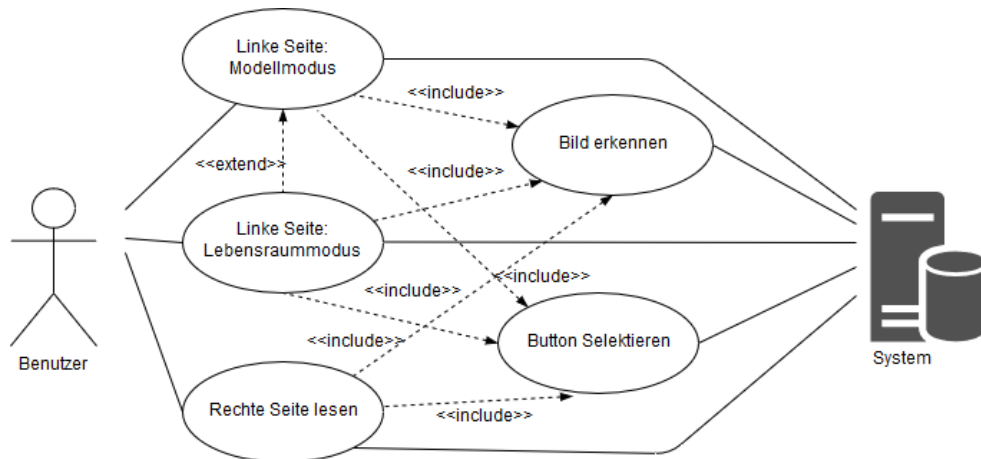 Linke Seite:
Modellmodus
<<include>>
Bild erkennen
<<extend>>
<<include>>
Linke Seite:
Lebensraummodus
<<include>>
<<include>>
<<include>>
Button Selektieren
Benutzer
System
Rechte Seite lesen
<<include>>